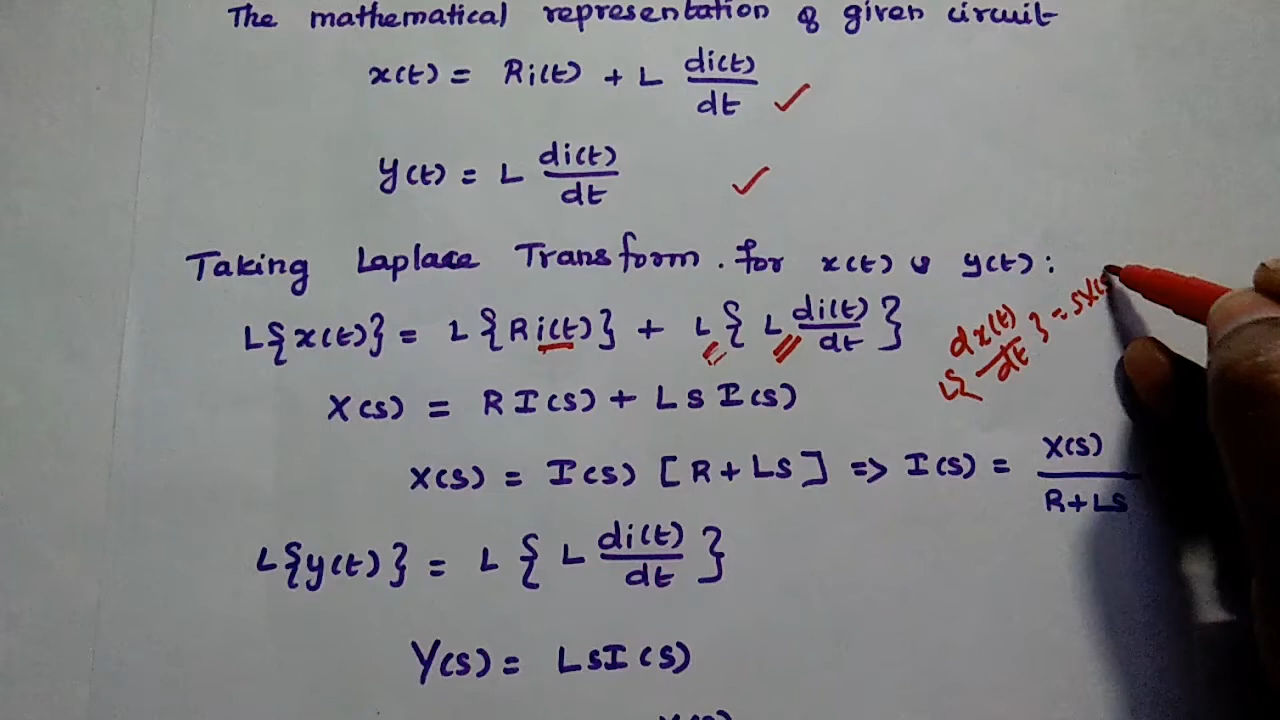 The mathematical representation of given circuit
x(t) = Ri(t) + L di(t)/dt ✓
y(t) = L di(t)/dt ✓
Taking Laplace Transform. for x(t) & y(t):
L{x(t)} = L{Ri(t)} + L{L di(t)/dt}
L{dx(t)/dt} = sX(s
X(s) = R I(s) + L s I(s)
X(s) = I(s) [R + Ls] => I(s) = X(s)/R+Ls
L{y(t)} = L{L di(t)/dt}
Y(s) = LsI(s)